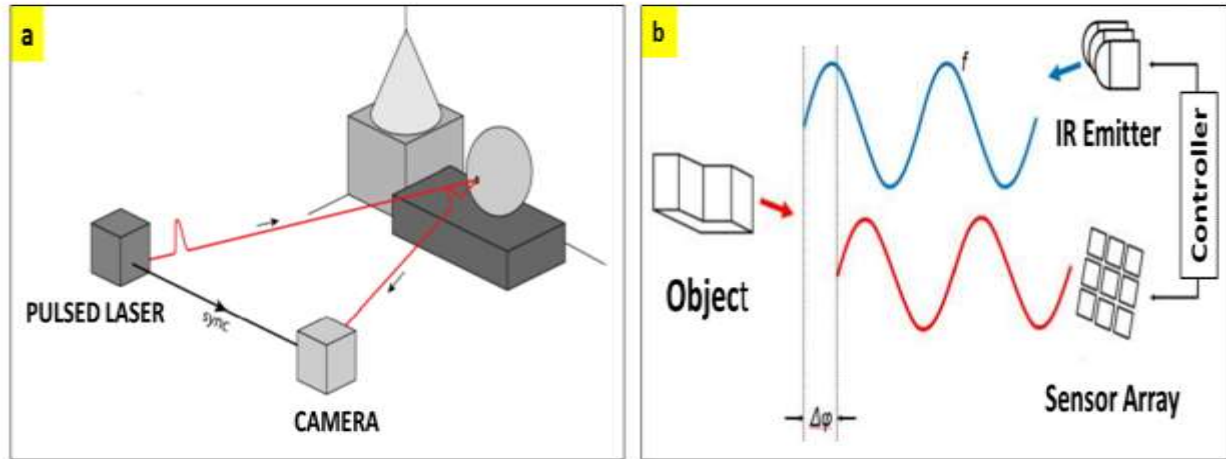 a
PULSED LASER
sync
CAMERA
b
f
IR Emitter
Controller
Object
Sensor Array
Δφ